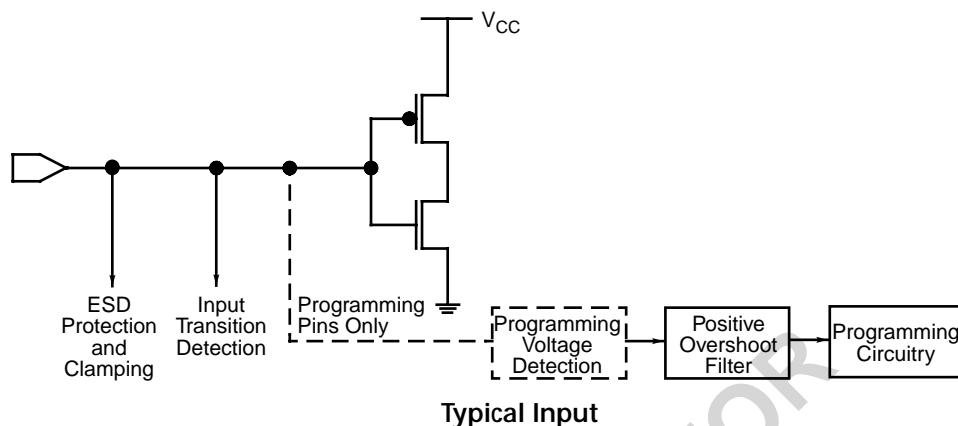 VCC
ESD
Protection
and
Clamping
Input
Transition
Detection
Programming
Pins Only
Programming
Voltage
Detection
Positive
Overshoot
Filter
Programming
Circuitry
Typical Input